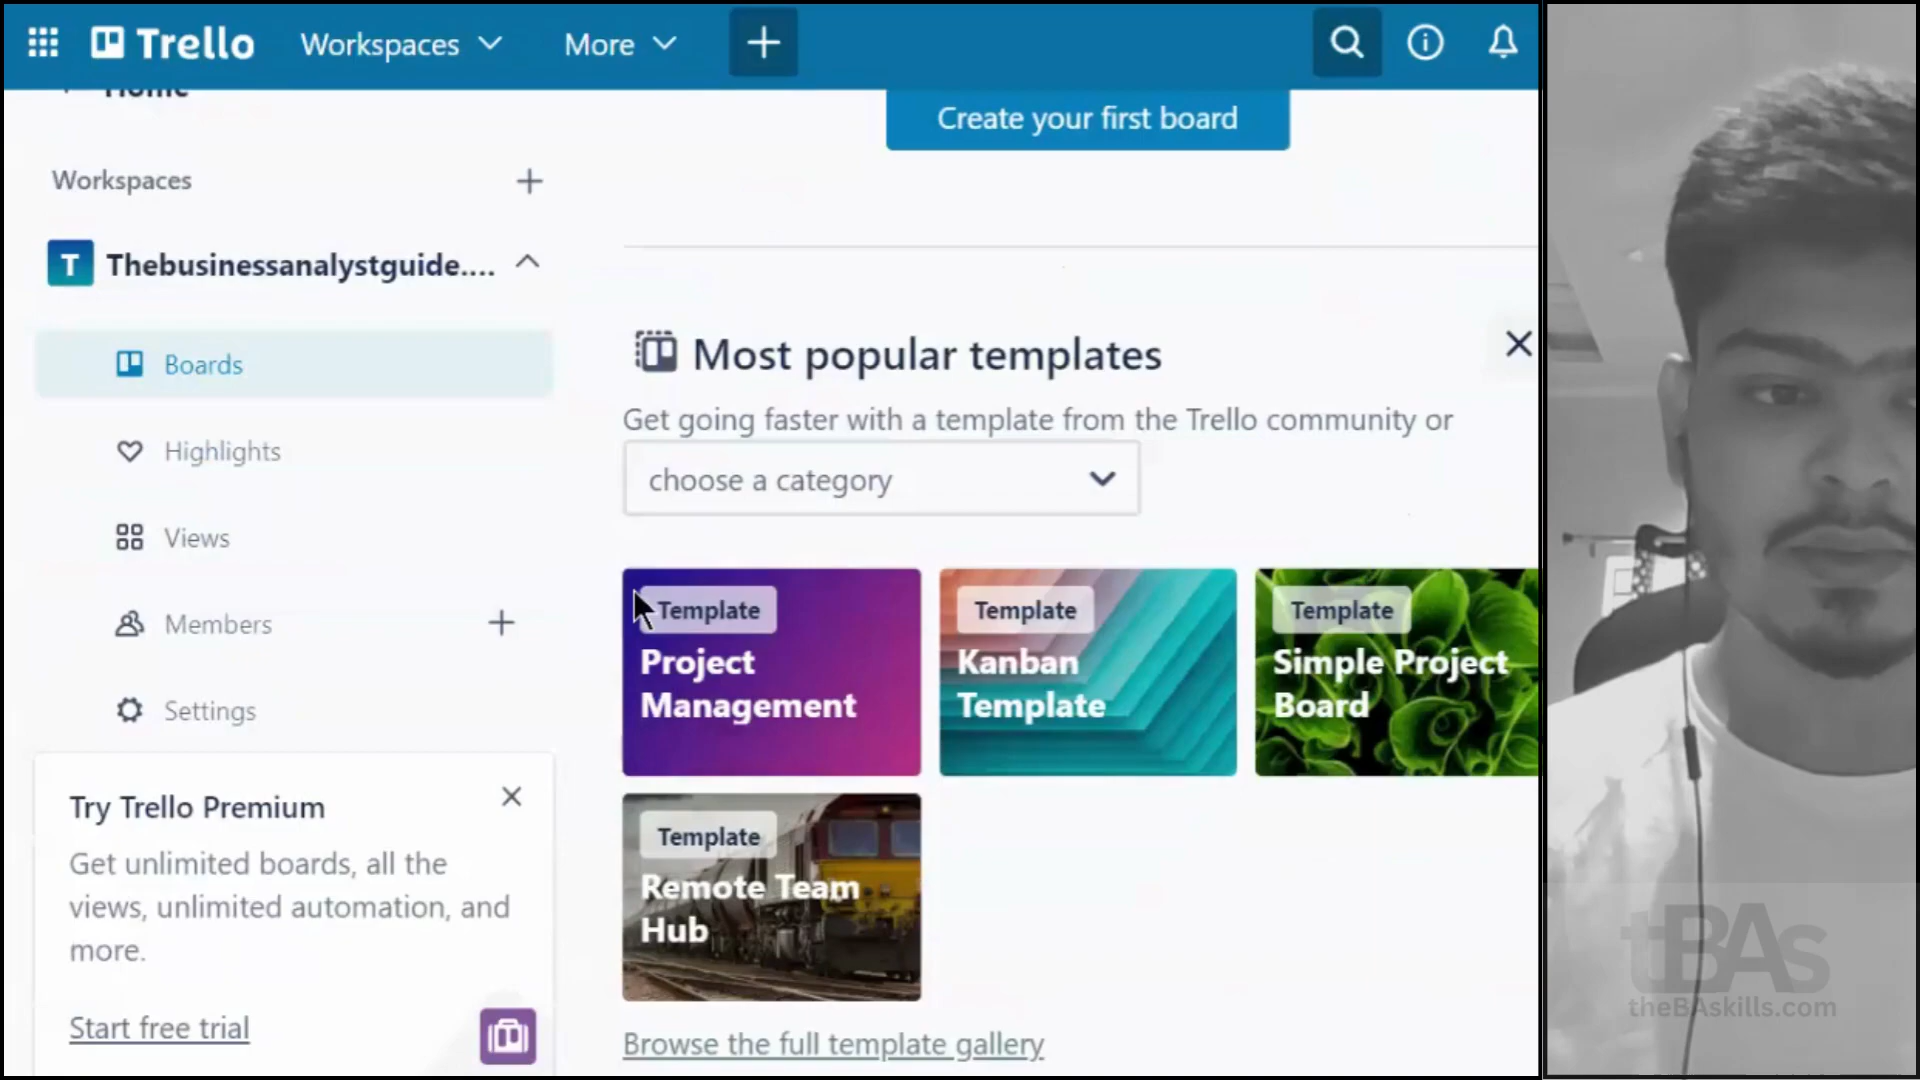 Trello
Workspaces
More
Home
Create your first board
Workspaces
T
Thebusinessanalystguide....
Boards
Highlights
Views
Members
Settings
Most popular templates
Get going faster with a template from the Trello community or
choose a category
Template
Project
Management
Template
Kanban
Template
Template
Simple Project
Board
Template
Remote Team
Hub
Browse the full template gallery
Try Trello Premium
Get unlimited boards, all the
views, unlimited automation, and
more.
Start free trial
tBAs
theBAskills.com